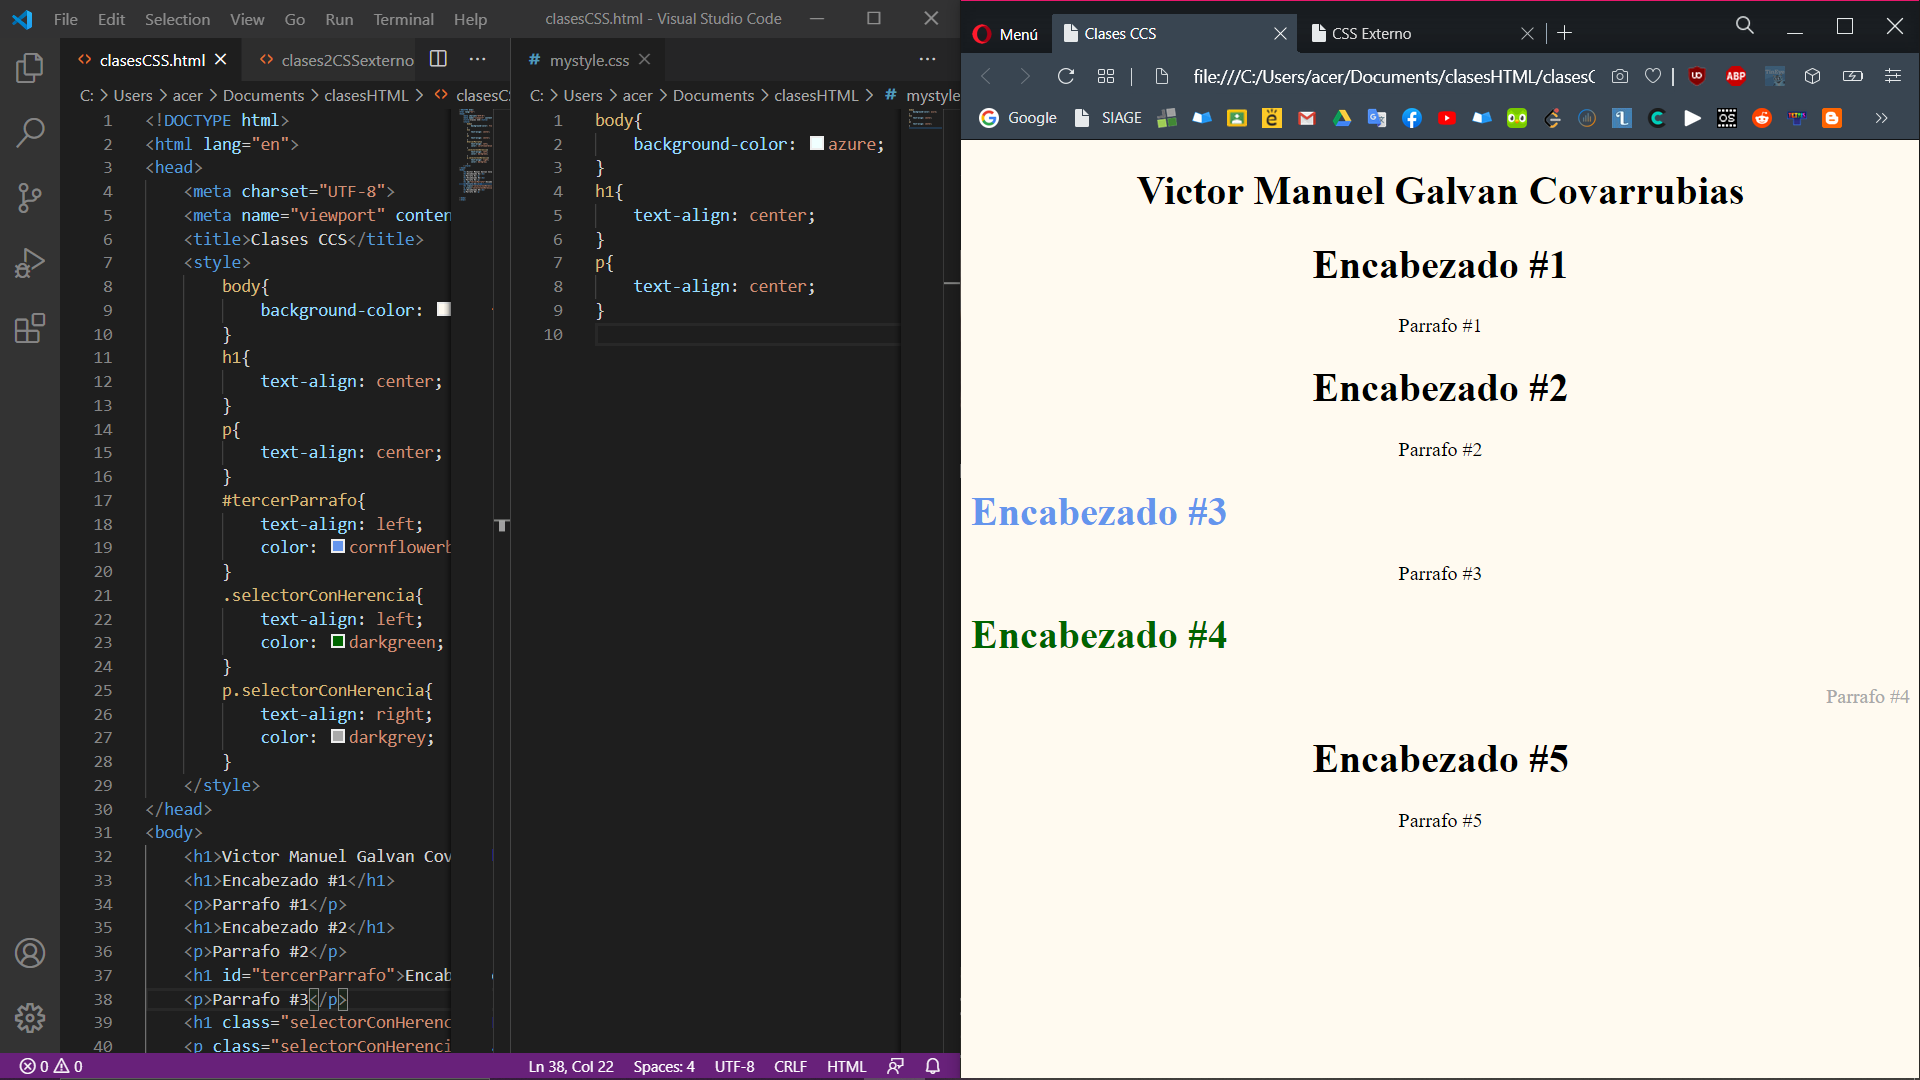 File Edit Selection View Go Run Terminal Help clasesCSS.html - Visual Studio Code
clasesCSS.html clases2CSSexterno
C: > Users > acer > Documents > clasesHTML > clasesC
1 <!DOCTYPE html>
2 <html lang="en">
3 <head>
4 <meta charset="UTF-8">
5 <meta name="viewport" conten
6 <title>Clases CCS</title>
7 <style>
8 body{
9 background-color:
10 }
11 h1{
12 text-align: center;
13 }
14 p{
15 text-align: center;
16 }
17 #tercerParrafo{
18 text-align: left;
19 color: cornflowerb
20 }
21 .selectorConHerencia{
22 text-align: left;
23 color: darkgreen;
24 }
25 p.selectorConHerencia{
26 text-align: right;
27 color: darkgrey;
28 }
29 </style>
30 </head>
31 <body>
32 <h1>Victor Manuel Galvan Cov
33 <h1>Encabezado #1</h1>
34 <p>Parrafo #1</p>
35 <h1>Encabezado #2</h1>
36 <p>Parrafo #2</p>
37 <h1 id="tercerParrafo">Encab
38 <p>Parrafo #3</p>
39 <h1 class="selectorConHerenc
40 <p class="selectorConHerenci
# mystyle.css
C: > Users > acer > Documents > clasesHTML > # mystyle
1 body{
2 background-color: azure;
3 }
4 h1{
5 text-align: center;
6 }
7 p{
8 text-align: center;
9 }
10
0 0 Ln 38, Col 22 Spaces: 4 UTF-8 CRLF HTML
Menú Clases CCS CSS Externo
file:///C:/Users/acer/Documents/clasesHTML/clasesC ABP
Google SIAGE
Victor Manuel Galvan Covarrubias
Encabezado #1
Parrafo #1
Encabezado #2
Parrafo #2
Encabezado #3
Parrafo #3
Encabezado #4
Parrafo #4
Encabezado #5
Parrafo #5